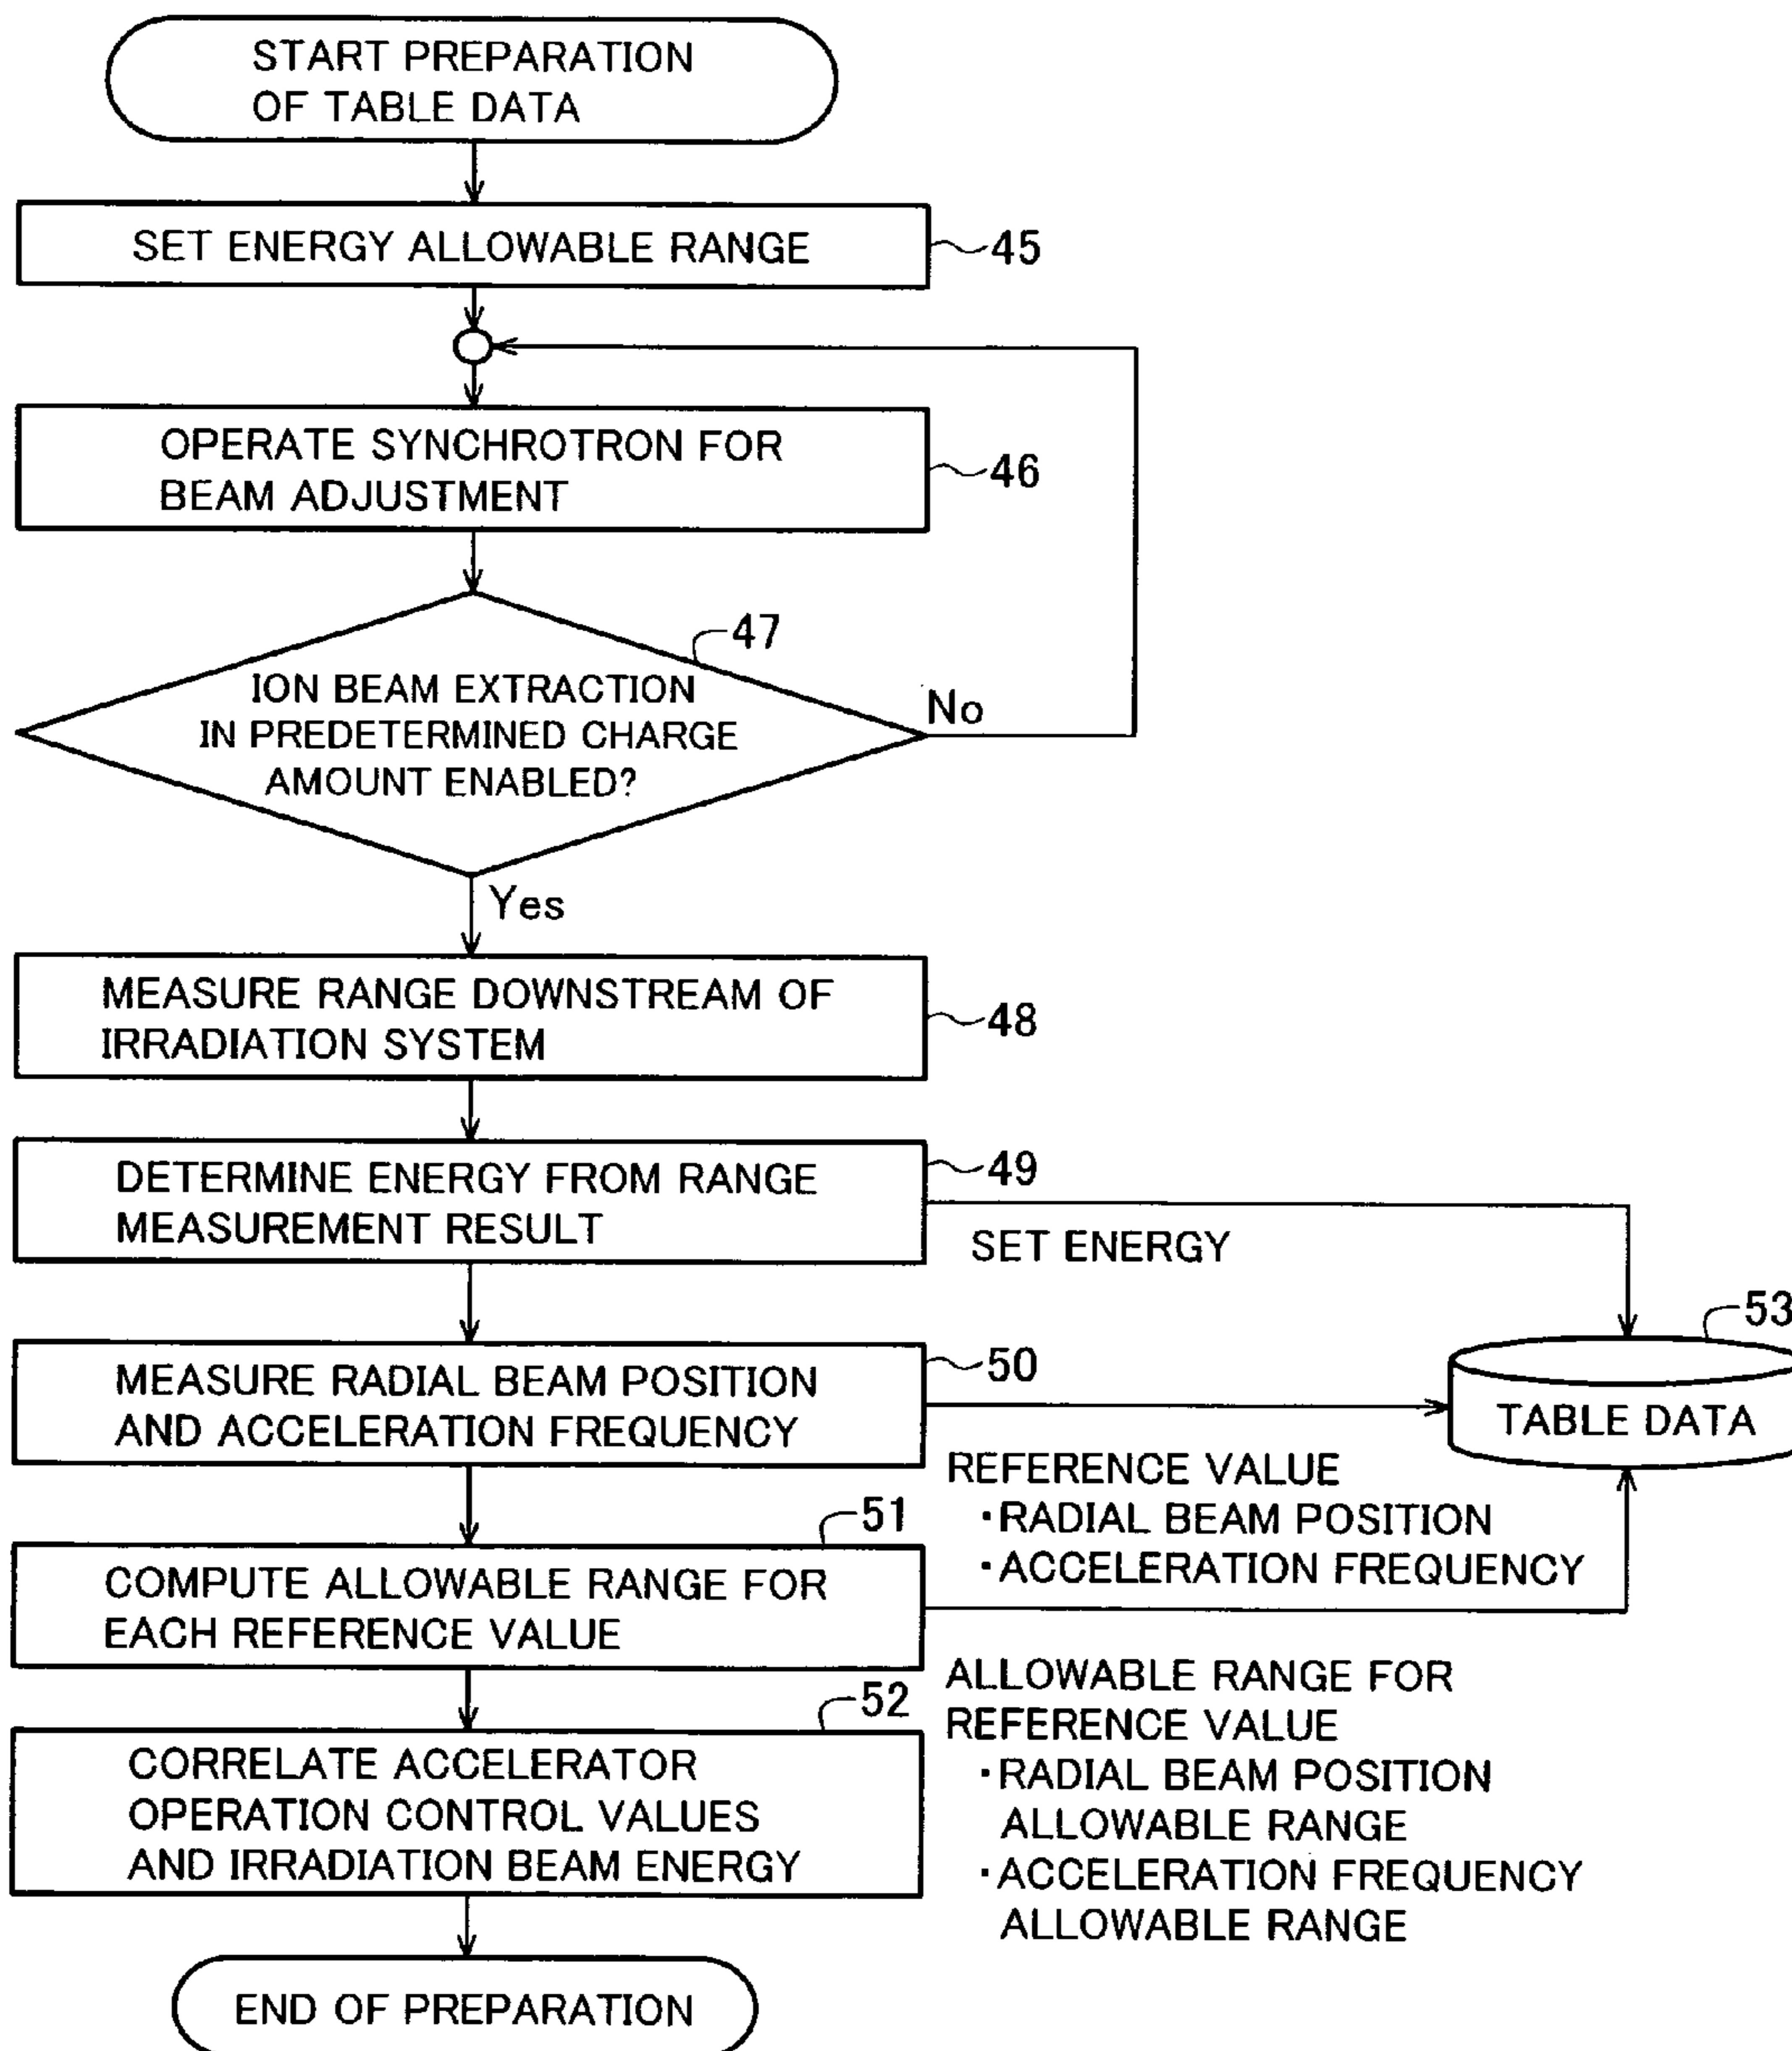 START PREPARATION
OF TABLE DATA
SET ENERGY ALLOWABLE RANGE
45
OPERATE SYNCHROTRON FOR
BEAM ADJUSTMENT
46
47
ION BEAM EXTRACTION
IN PREDETERMINED CHARGE
AMOUNT ENABLED?
No
Yes
MEASURE RANGE DOWNSTREAM OF
IRRADIATION SYSTEM
48
DETERMINE ENERGY FROM RANGE
MEASUREMENT RESULT
49
SET ENERGY
53
TABLE DATA
MEASURE RADIAL BEAM POSITION
AND ACCELERATION FREQUENCY
50
REFERENCE VALUE
・RADIAL BEAM POSITION
・ACCELERATION FREQUENCY
51
COMPUTE ALLOWABLE RANGE FOR
EACH REFERENCE VALUE
ALLOWABLE RANGE FOR
REFERENCE VALUE
・RADIAL BEAM POSITION
ALLOWABLE RANGE
・ACCELERATION FREQUENCY
ALLOWABLE RANGE
52
CORRELATE ACCELERATOR
OPERATION CONTROL VALUES
AND IRRADIATION BEAM ENERGY
END OF PREPARATION